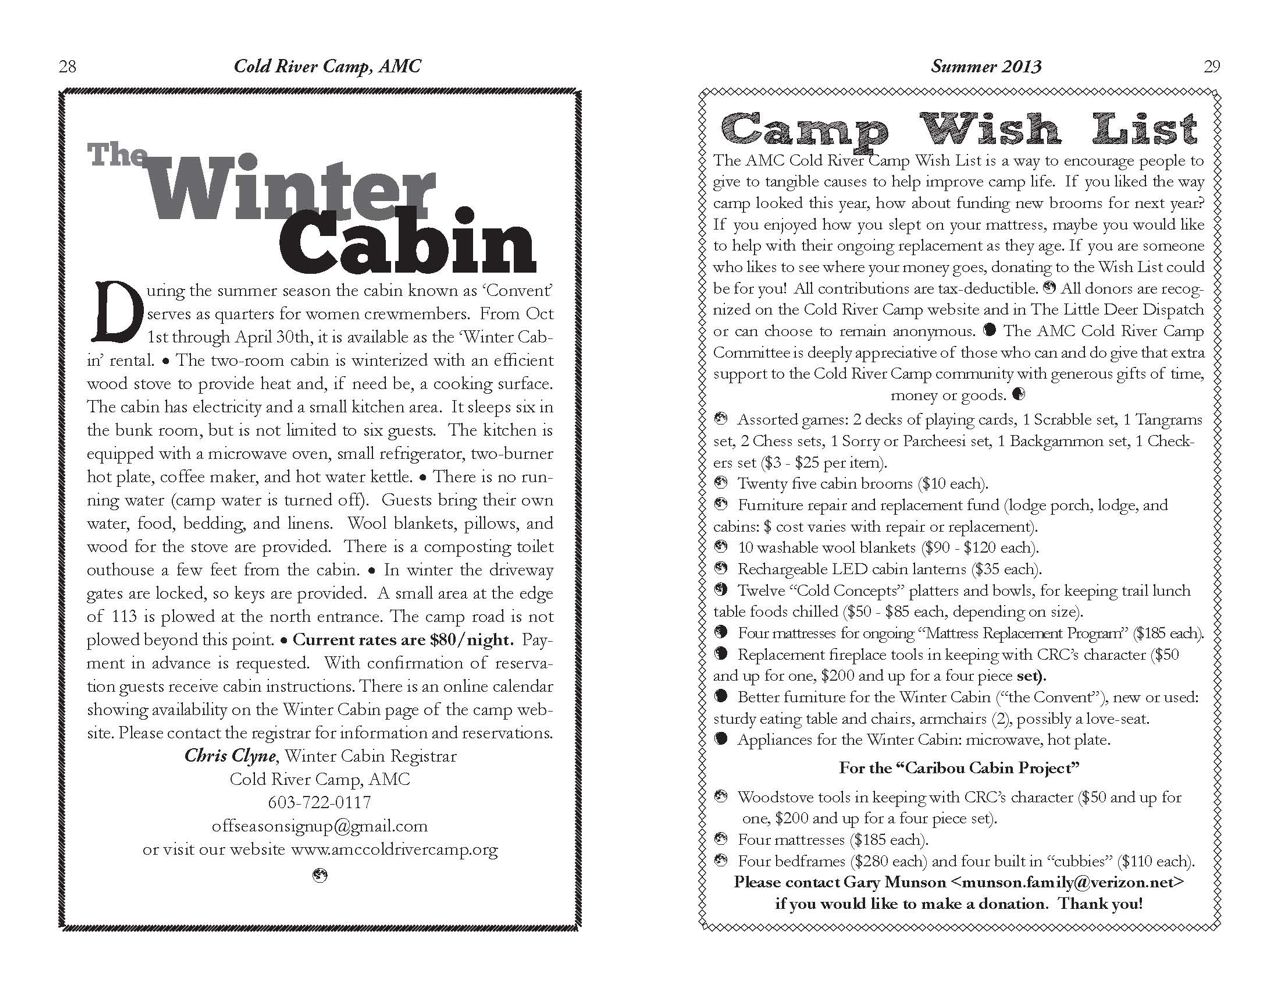 28
Cold River Camp, AMC
The
Winter
Cabin
During the summer season the cabin known as ‘Convent’
serves as quarters for women crewmembers. From Oct
1st through April 30th, it is available as the ‘Winter Cab-
in’ rental. ● The two-room cabin is winterized with an efficient
wood stove to provide heat and, if need be, a cooking surface.
The cabin has electricity and a small kitchen area. It sleeps six in
the bunk room, but is not limited to six guests. The kitchen is
equipped with a microwave oven, small refrigerator, two-burner
hot plate, coffee maker, and hot water kettle. ● There is no run-
ning water (camp water is turned off). Guests bring their own
water, food, bedding, and linens. Wool blankets, pillows, and
wood for the stove are provided. There is a composting toilet
outhouse a few feet from the cabin. ● In winter the driveway
gates are locked, so keys are provided. A small area at the edge
of 113 is plowed at the north entrance. The camp road is not
plowed beyond this point. ● Current rates are $80/night. Pay-
ment in advance is requested. With confirmation of reserva-
tion guests receive cabin instructions. There is an online calendar
showing availability on the Winter Cabin page of the camp web-
site. Please contact the registrar for information and reservations.
Chris Clyne, Winter Cabin Registrar
Cold River Camp, AMC
603-722-0117
offseasonsignup@gmail.com
or visit our website www.amccoldrivercamp.org
Summer 2013
29
Camp Wish List
The AMC Cold River Camp Wish List is a way to encourage people to
give to tangible causes to help improve camp life. If you liked the way
camp looked this year, how about funding new brooms for next year?
If you enjoyed how you slept on your mattress, maybe you would like
to help with their ongoing replacement as they age. If you are someone
who likes to see where your money goes, donating to the Wish List could
be for you! All contributions are tax-deductible. All donors are recog-
nized on the Cold River Camp website and in The Little Deer Dispatch
or can choose to remain anonymous. The AMC Cold River Camp
Committee is deeply appreciative of those who can and do give that extra
support to the Cold River Camp community with generous gifts of time,
money or goods.
Assorted games: 2 decks of playing cards, 1 Scrabble set, 1 Tangrams
set, 2 Chess sets, 1 Sorry or Parcheesi set, 1 Backgammon set, 1 Check-
ers set ($3 - $25 per item).
Twenty five cabin brooms ($10 each).
Furniture repair and replacement fund (lodge porch, lodge, and
cabins: $ cost varies with repair or replacement).
10 washable wool blankets ($90 - $120 each).
Rechargeable LED cabin lanterns ($35 each).
Twelve “Cold Concepts” platters and bowls, for keeping trail lunch
table foods chilled ($50 - $85 each, depending on size).
Four mattresses for ongoing “Mattress Replacement Program” ($185 each).
Replacement fireplace tools in keeping with CRC’s character ($50
and up for one, $200 and up for a four piece set).
Better furniture for the Winter Cabin (“the Convent”), new or used:
sturdy eating table and chairs, armchairs (2), possibly a love-seat.
Appliances for the Winter Cabin: microwave, hot plate.
For the “Caribou Cabin Project”
Woodstove tools in keeping with CRC’s character ($50 and up for
one, $200 and up for a four piece set).
Four mattresses ($185 each).
Four bedframes ($280 each) and four built in “cubbies” ($110 each).
Please contact Gary Munson <munson.family@verizon.net>
if you would like to make a donation. Thank you!